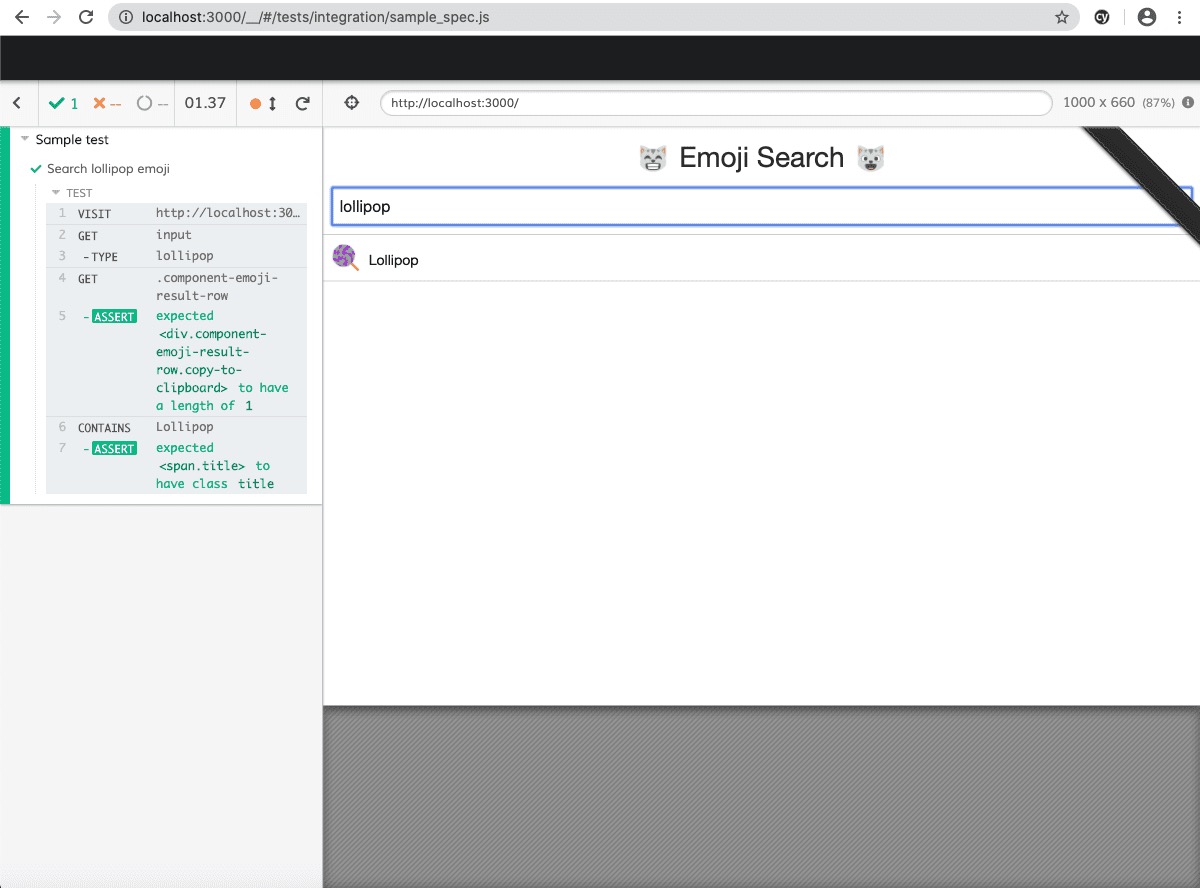 localhost:3000/__/#/tests/integration/sample_spec.js
cy
1
--
--
01.37
http://localhost:3000/
1000 x 660 (87%)
Sample test
Search lollipop emoji
TEST
1 VISIT http://localhost:30…
2 GET input
3 -TYPE lollipop
4 GET .component-emoji-
result-row
5 -ASSERT expected
<div.component-
emoji-result-
row.copy-to-
clipboard> to have
a length of 1
6 CONTAINS Lollipop
7 -ASSERT expected
<span.title> to
have class title
Emoji Search
lollipop
Lollipop